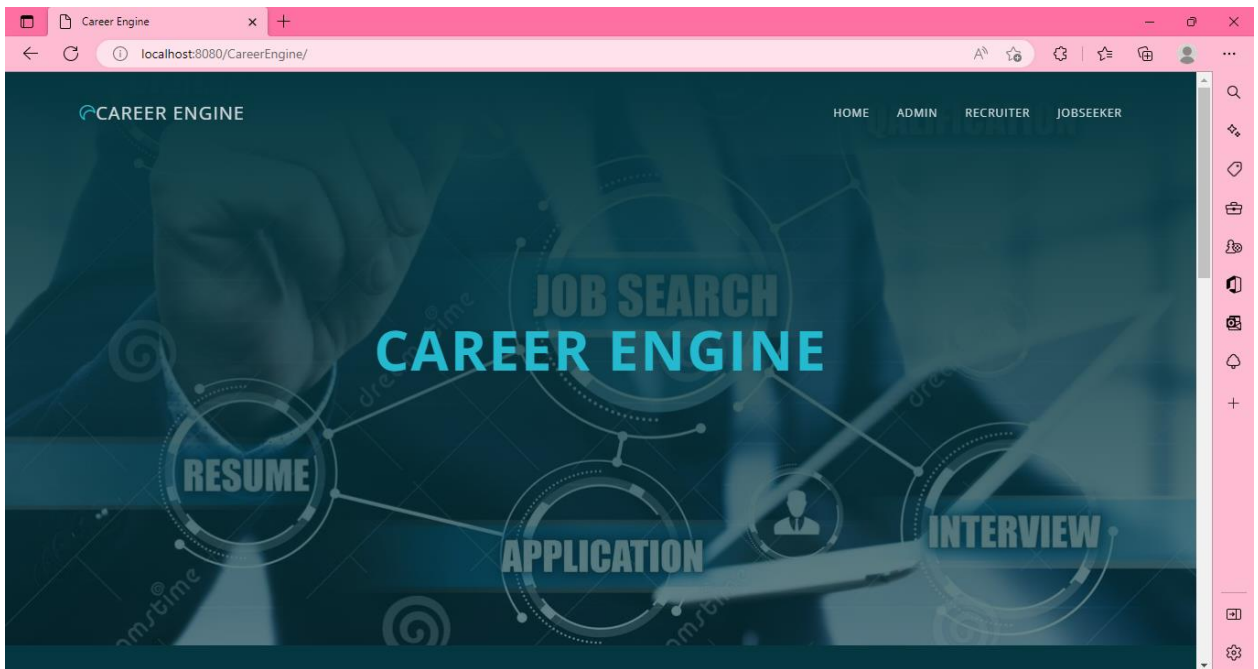 Career Engine
localhost:8080/CareerEngine/
CAREER ENGINE
HOME ADMIN RECRUITER JOBSEEKER
JOB SEARCH
CAREER ENGINE
RESUME
APPLICATION
INTERVIEW